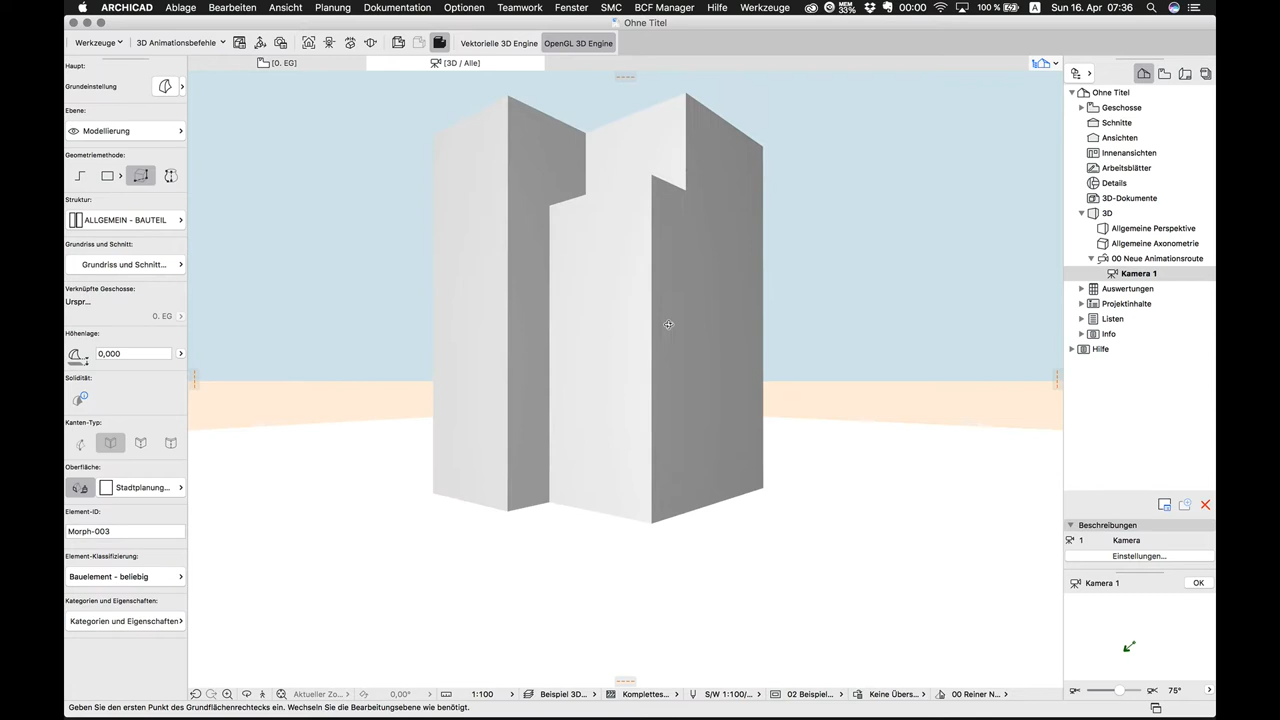 ARCHICAD Ablage Bearbeiten Ansicht Planung Dokumentation Optionen Teamwork Fenster SMC BCF Manager Hilfe Werkzeuge MEM 33% 00:00 100 % A Sun 16. Apr 07:36
Ohne Titel
Werkzeuge 3D Animationsbefehle Vektorielle 3D Engine OpenGL 3D Engine
[0. EG] [3D / Alle]
Haupt:
Grundeinstellung
Ebene:
Modellierung
Geometriemethode:
Struktur:
ALLGEMEIN - BAUTEIL
Grundriss und Schnitt:
Grundriss und Schnitt...
Verknüpfte Geschosse:
Urspr...
0. EG
Höhenlage:
0,000
Solidität:
Kanten-Typ:
Oberfläche:
Stadtplanung...
Element-ID:
Morph-003
Element-Klassifizierung:
Bauelement - beliebig
Kategorien und Eigenschaften:
Kategorien und Eigenschaften
Ohne Titel
Geschosse
Schnitte
Ansichten
Innenansichten
Arbeitsblätter
Details
3D-Dokumente
3D
Allgemeine Perspektive
Allgemeine Axonometrie
00 Neue Animationsroute
Kamera 1
Auswertungen
Projektinhalte
Listen
Info
Hilfe
Beschreibungen
1 Kamera
Einstellungen...
Kamera 1 OK
75°
Aktueller Zo... 0,00° 1:100 Beispiel 3D... Komplettes... S/W 1:100/... 02 Beispiel... Keine Übers... 00 Reiner N...
Geben Sie den ersten Punkt des Grundflächenrechtecks ein. Wechseln Sie die Bearbeitungsebene wie benötigt.